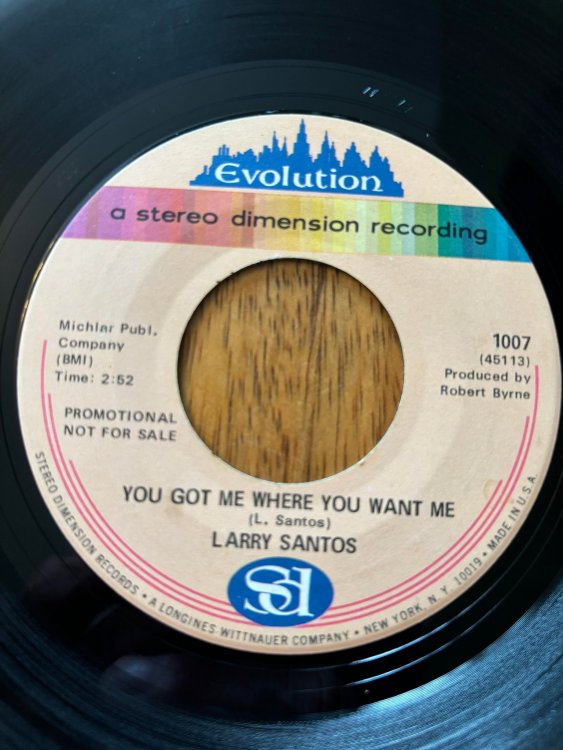 Evolution
a stereo dimension recording
Michlar Publ.
Company
(BMI)
Time: 2:52
PROMOTIONAL
NOT FOR SALE
1007
(45113)
Produced by
Robert Byrne
YOU GOT ME WHERE YOU WANT ME
(L. Santos)
LARRY SANTOS
Sd
STEREO DIMENSION RECORDS • A LONGINES WITTNAUER COMPANY • NEW YORK, N.Y. 10019 • MADE IN U.S.A.